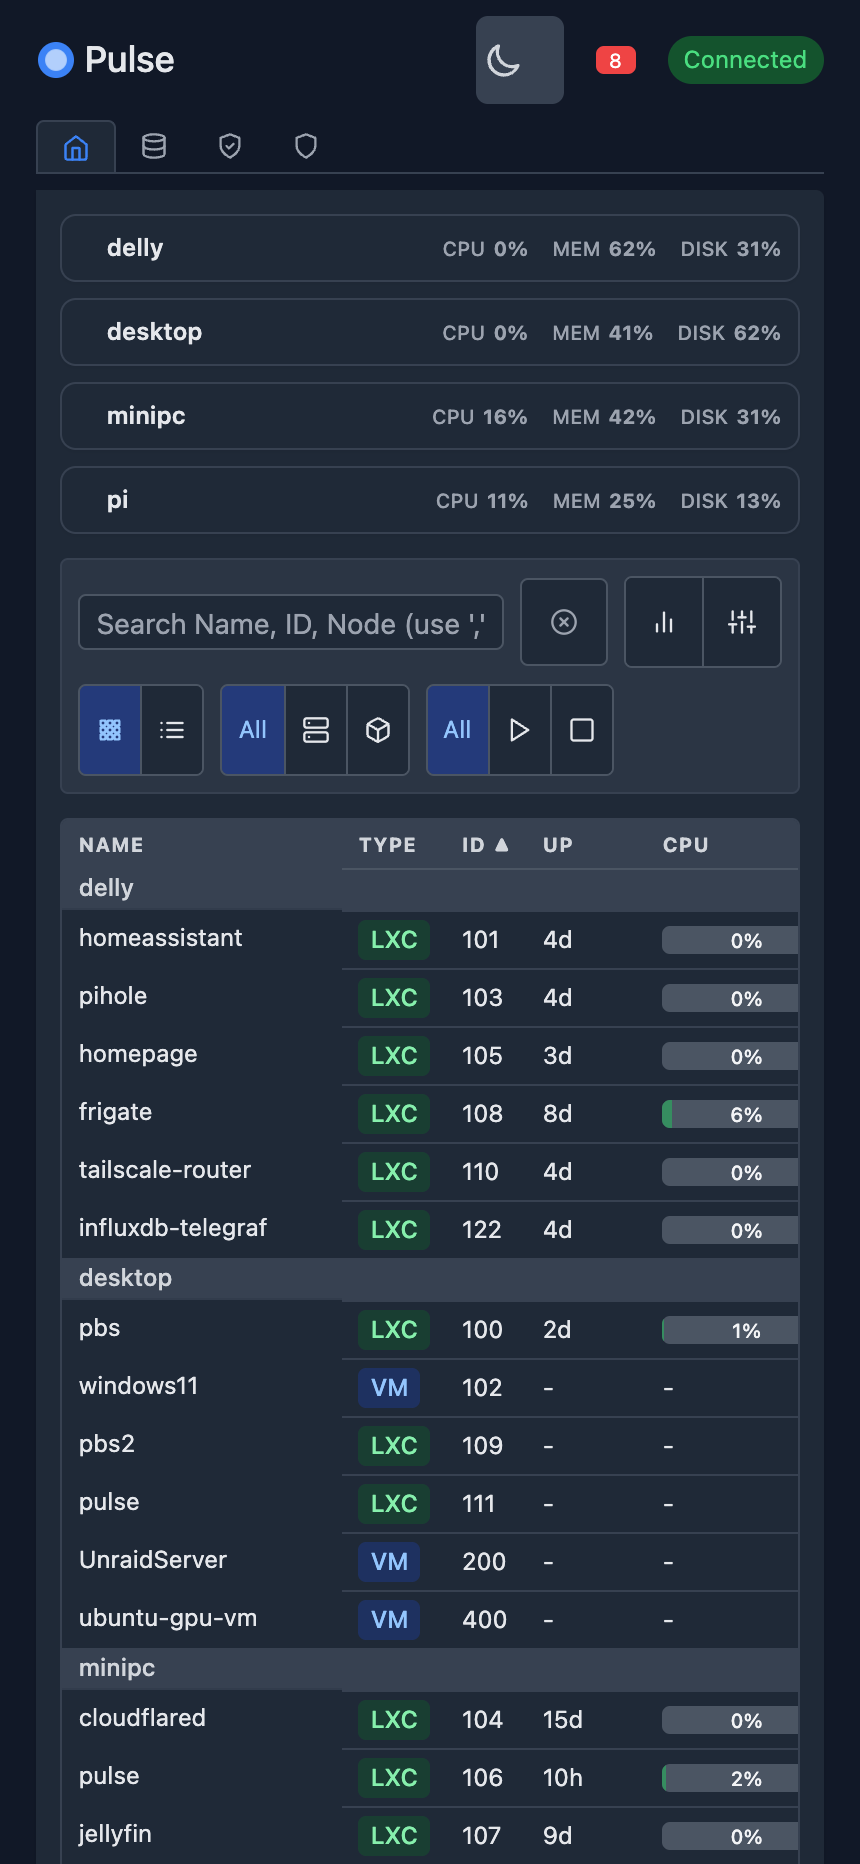 Pulse 8 Connected
delly CPU 0% MEM 62% DISK 31%
desktop CPU 0% MEM 41% DISK 62%
minipc CPU 16% MEM 42% DISK 31%
pi CPU 11% MEM 25% DISK 13%
Search Name, ID, Node (use ','
All All
NAME TYPE ID ▲ UP CPU
delly
homeassistant LXC 101 4d 0%
pihole LXC 103 4d 0%
homepage LXC 105 3d 0%
frigate LXC 108 8d 6%
tailscale-router LXC 110 4d 0%
influxdb-telegraf LXC 122 4d 0%
desktop
pbs LXC 100 2d 1%
windows11 VM 102 - -
pbs2 LXC 109 - -
pulse LXC 111 - -
UnraidServer VM 200 - -
ubuntu-gpu-vm VM 400 - -
minipc
cloudflared LXC 104 15d 0%
pulse LXC 106 10h 2%
jellyfin LXC 107 9d 0%